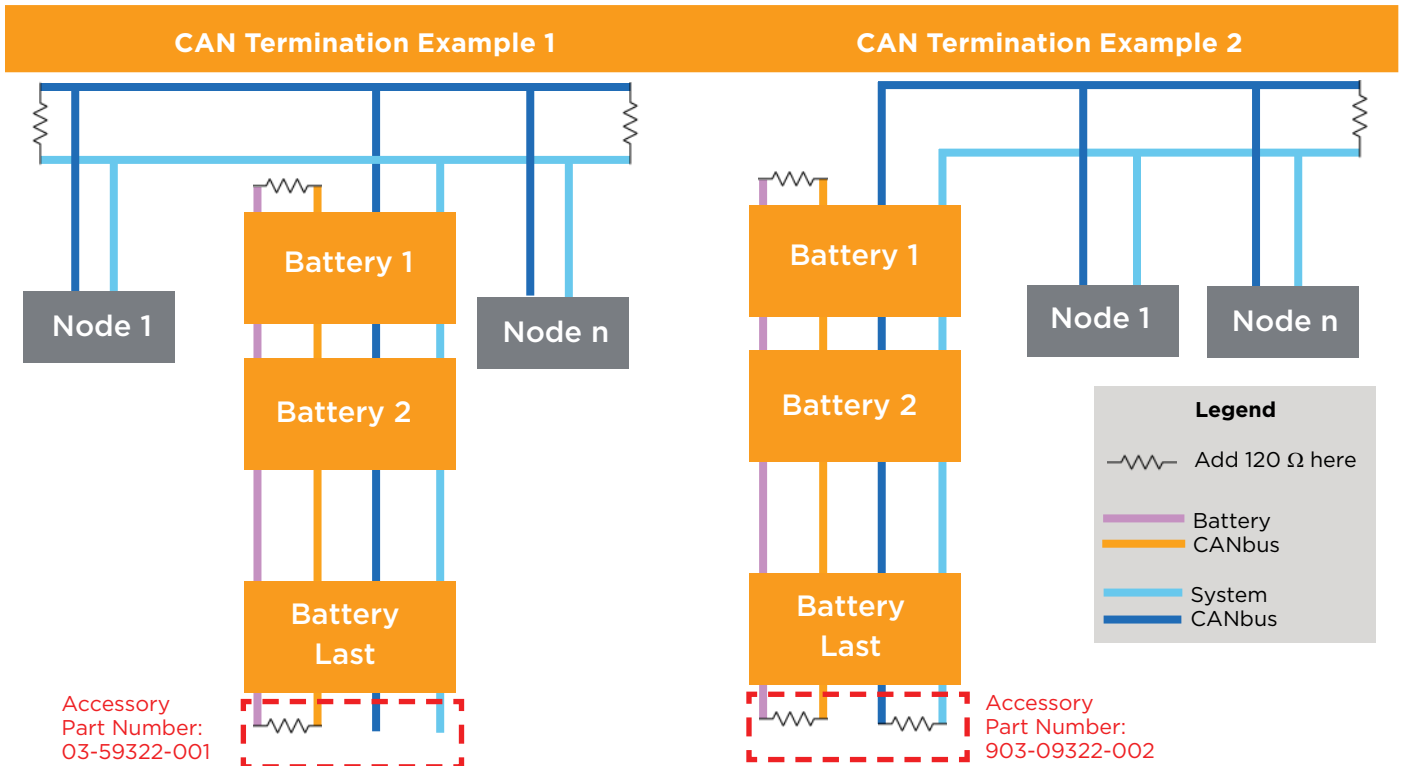 CAN Termination Example 1
CAN Termination Example 2
Battery 1
Node 1
Node n
Battery 2
Battery
Last
Accessory
Part Number:
03-59322-001
Battery 1
Node 1
Node n
Battery 2
Battery
Last
Accessory
Part Number:
903-09322-002
Legend
Add 120 Ω here
Battery
CANbus
System
CANbus